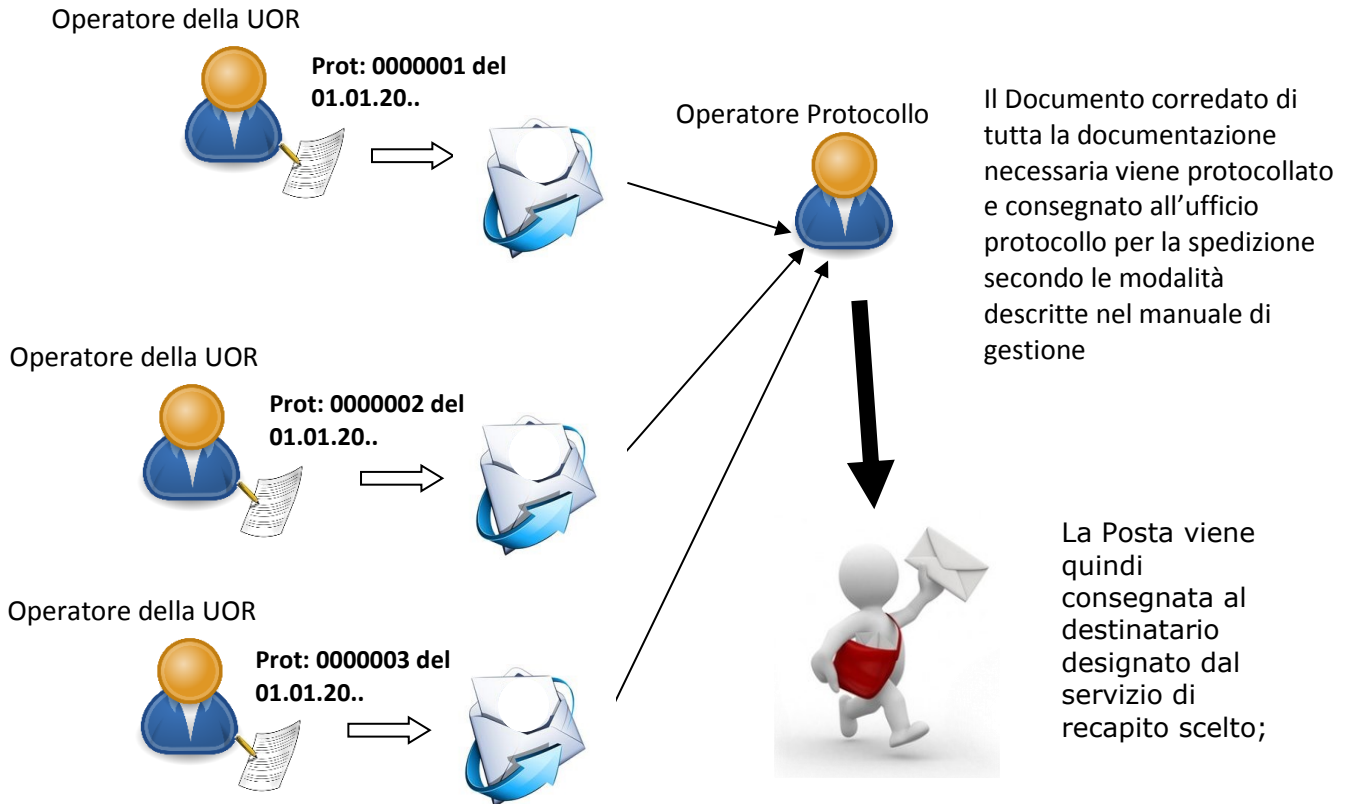 Operatore della UOR
Prot: 0000001 del
01.01.20..
Operatore Protocollo
Il Documento corredato di
tutta la documentazione
necessaria viene protocollato
e consegnato all’ufficio
protocollo per la spedizione
secondo le modalità
descritte nel manuale di
gestione
Operatore della UOR
Prot: 0000002 del
01.01.20..
La Posta viene
quindi
consegnata al
destinatario
designato dal
servizio di
recapito scelto;
Operatore della UOR
Prot: 0000003 del
01.01.20..